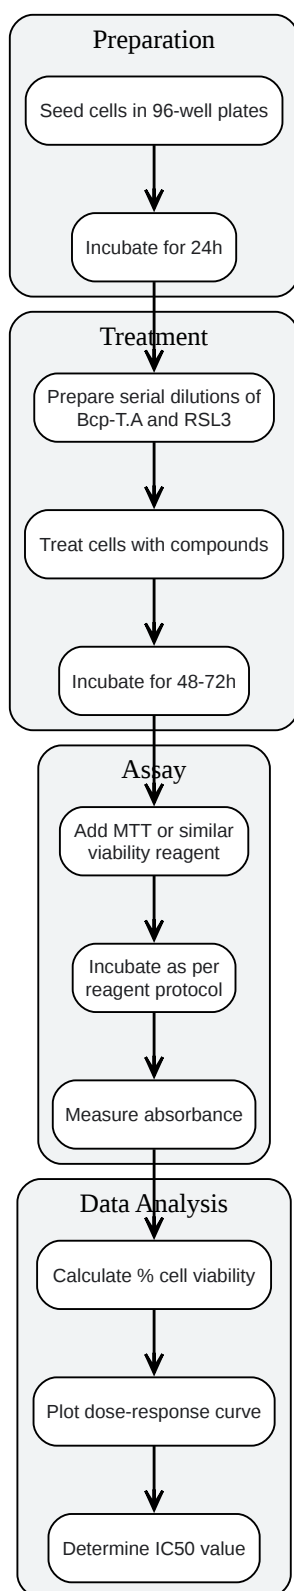 Preparation
Seed cells in 96-well plates
Incubate for 24h
Treatment
Prepare serial dilutions of
Bcp-T.A and RSL3
Treat cells with compounds
Incubate for 48-72h
Assay
Add MTT or similar
viability reagent
Incubate as per
reagent protocol
Measure absorbance
Data Analysis
Calculate % cell viability
Plot dose-response curve
Determine IC50 value